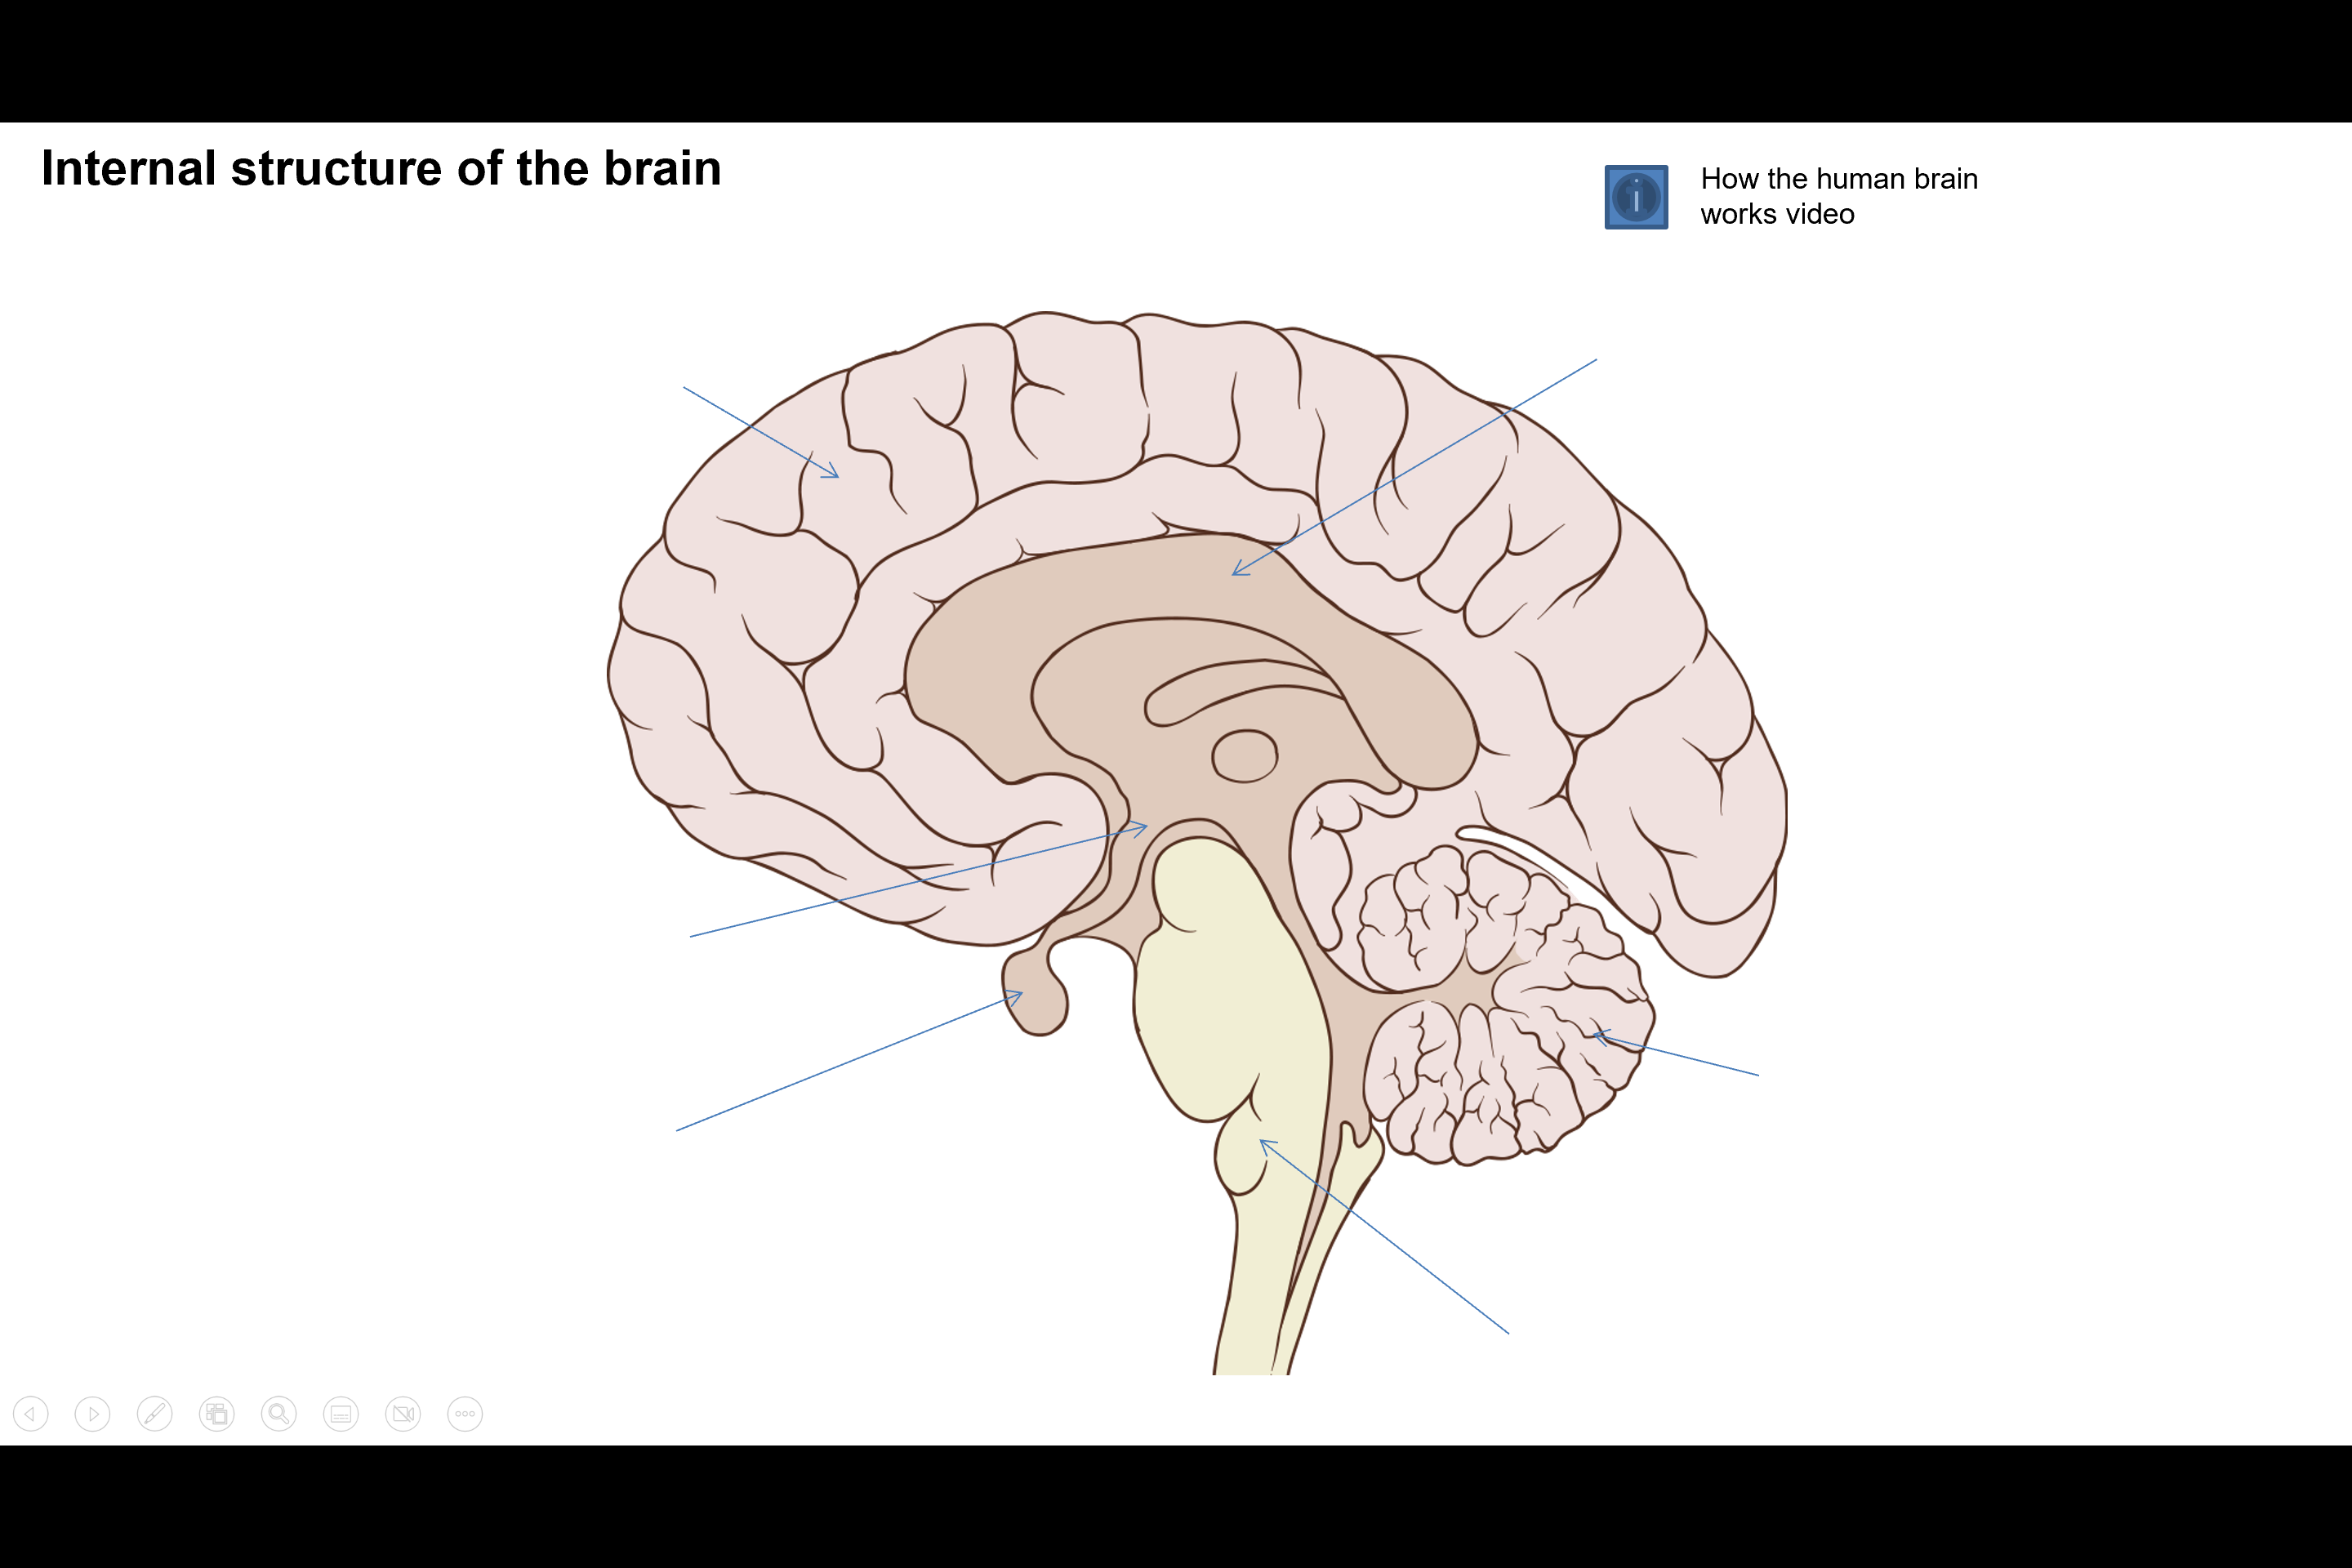 Internal structure of the brain
How the human brain
works video